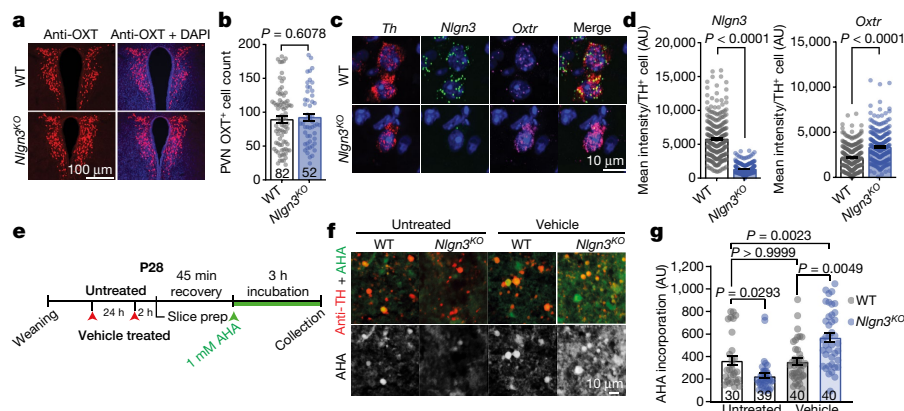 a
Anti-OXT
Anti-OXT + DAPI
WT
Nlgn3KO
100 μm
b
P = 0.6078
PVN OXT+ cell count
200
150
100
50
0
82
52
WT
Nlgn3KO
c
Th
Nlgn3
Oxtr
Merge
WT
Nlgn3KO
10 μm
d
Nlgn3
P < 0.0001
Mean intensity/TH+ cell (AU)
20,000
15,000
10,000
5,000
0
WT
Nlgn3KO
Oxtr
P < 0.0001
Mean intensity/TH+ cell (AU)
15,000
10,000
5,000
0
WT
Nlgn3KO
e
P28
Untreated
45 min
recovery
3 h
incubation
Weaning
24 h
2 h
Slice prep
Vehicle treated
1 mM AHA
Collection
f
Untreated
Vehicle
WT
Nlgn3KO
WT
Nlgn3KO
Anti-TH + AHA
AHA
10 μm
g
P = 0.0023
P > 0.9999
P = 0.0049
P = 0.0293
AHA incorporation (AU)
1,000
800
600
400
200
0
30
39
40
40
Untreated
Vehicle
WT
Nlgn3KO